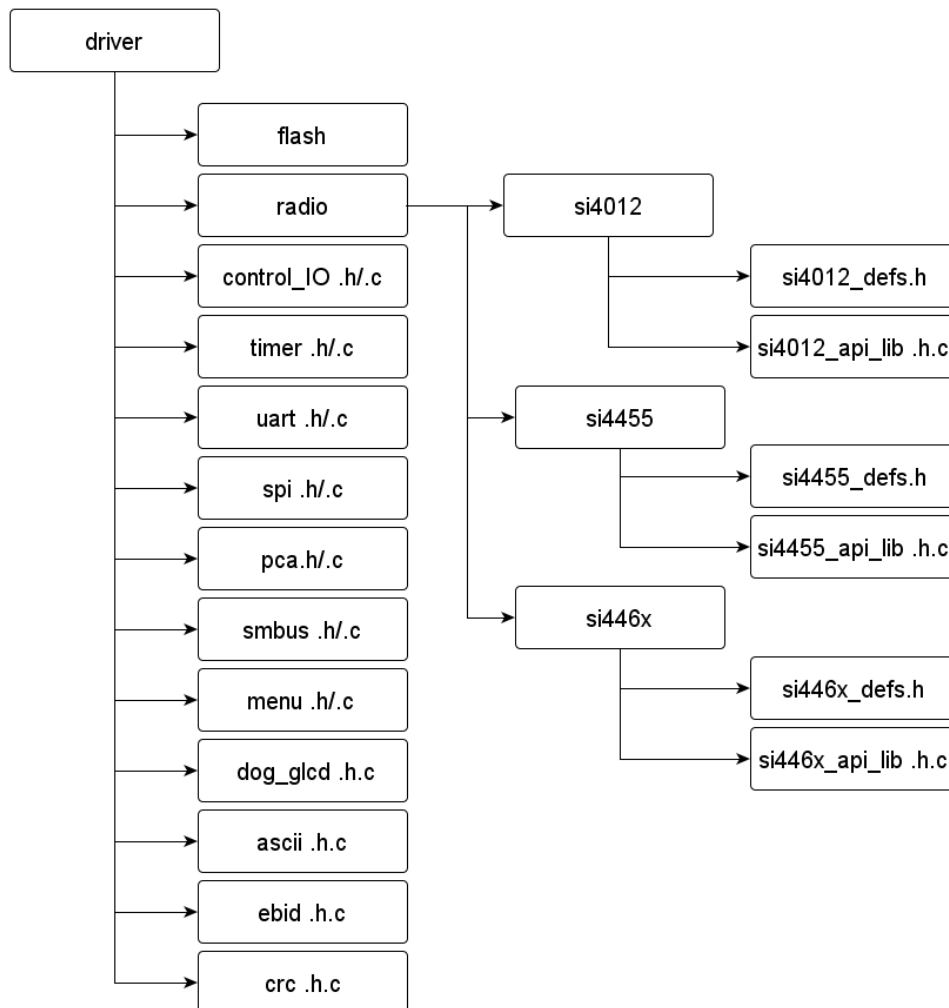 driver
flash
radio
control_IO .h/.c
timer .h/.c
uart .h/.c
spi .h/.c
pca.h/.c
smbus .h/.c
menu .h/.c
dog_glcd .h.c
ascii .h.c
ebid .h.c
crc .h.c
si4012
si4012_defs.h
si4012_api_lib .h.c
si4455
si4455_defs.h
si4455_api_lib .h.c
si446x
si446x_defs.h
si446x_api_lib .h.c